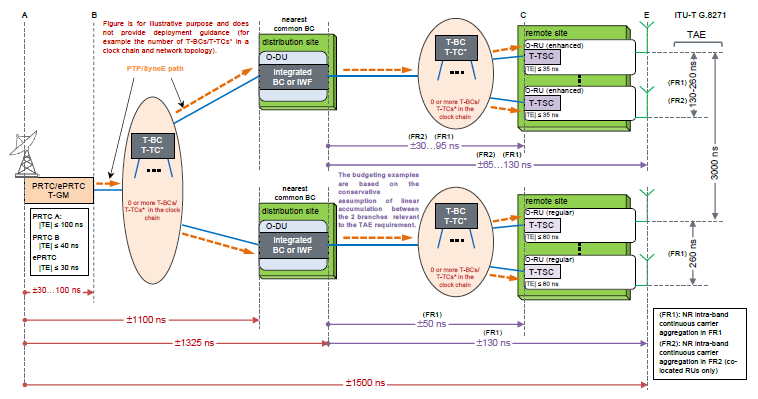 A
B
Figure is for illustrative purpose and does
not provide deployment guidance (for
example the number of T-BCs/T-TCs* in a
clock chain and network topology).
nearest
common BC
C
E
ITU-T G.8271
TAE
distribution site
remote site
O-DU
Integrated
BC or IWF
T-BC
T-TC*
0 or more T-BCs/
T-TCs* in the clock
chain
O-RU (enhanced)
T-TSC
|TE| ≤ 35 ns
O-RU (enhanced)
T-TSC
|TE| ≤ 35 ns
(FR1)
(FR2)
130-260 ns
3000 ns
PTP/SyncE path
T-BC
T-TC*
0 or more T-BCs/
T-TCs* in the clock
chain
(FR2) (FR1)
±30...95 ns
(FR2) (FR1)
±65...130 ns
PRTC/ePRTC
T-GM
PRTC A:
|TE| ≤ 100 ns
PRTC B
|TE| ≤ 40 ns
ePRTC
|TE| ≤ 30 ns
The budgeting examples
are based on the
conservative
assumption of linear
accumulation between
the 2 branches relevant
to the TAE requirement.
nearest
common BC
distribution site
O-DU
Integrated
BC or IWF
T-BC
T-TC*
0 or more T-BCs/
T-TCs* in the clock
chain
remote site
O-RU (regular)
T-TSC
|TE| ≤ 80 ns
O-RU (regular)
T-TSC
|TE| ≤ 80 ns
(FR1)
260 ns
±30...100 ns
±1100 ns
(FR1)
±50 ns
±1325 ns
(FR1)
±130 ns
±1500 ns
(FR1): NR intra-band
continuous carrier
aggregation in FR1
(FR2): NR intra-band
continuous carrier
aggregation in FR2 (co-
located RUs only)